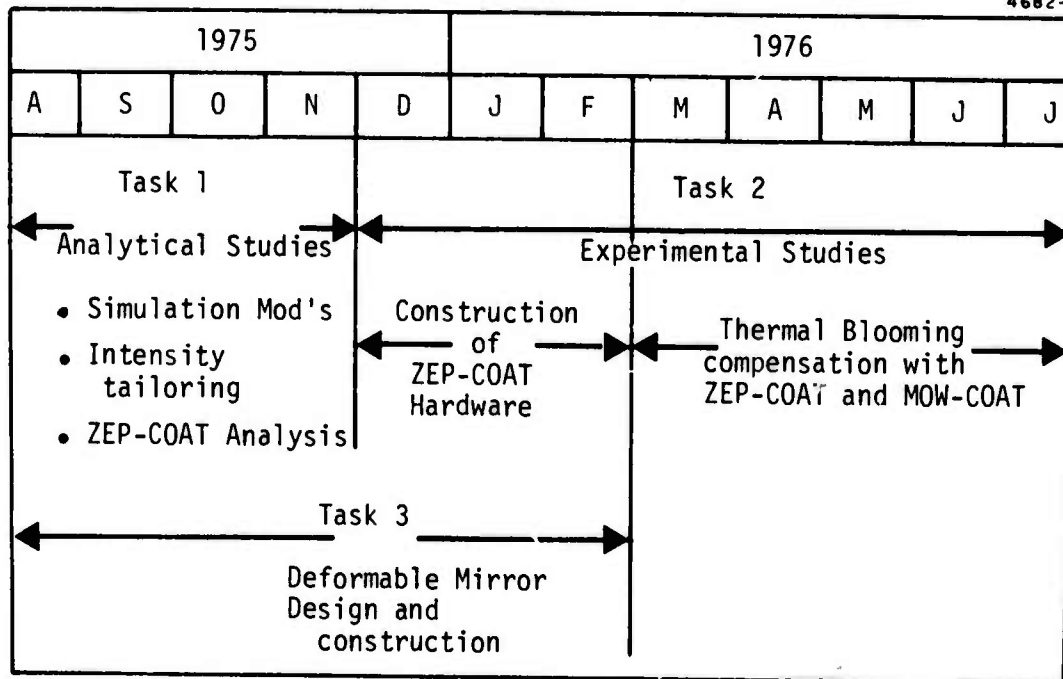 4682-
1975 1976
A S O N D J F M A M J J
Task 1
Analytical Studies
• Simulation Mod's
• Intensity
tailoring
• ZEP-COAT Analysis
Task 2
Experimental Studies
Construction
of
ZEP-COAT
Hardware
Thermal Blooming
compensation with
ZEP-COAT and MOW-COAT
Task 3
Deformable Mirror
Design and
construction